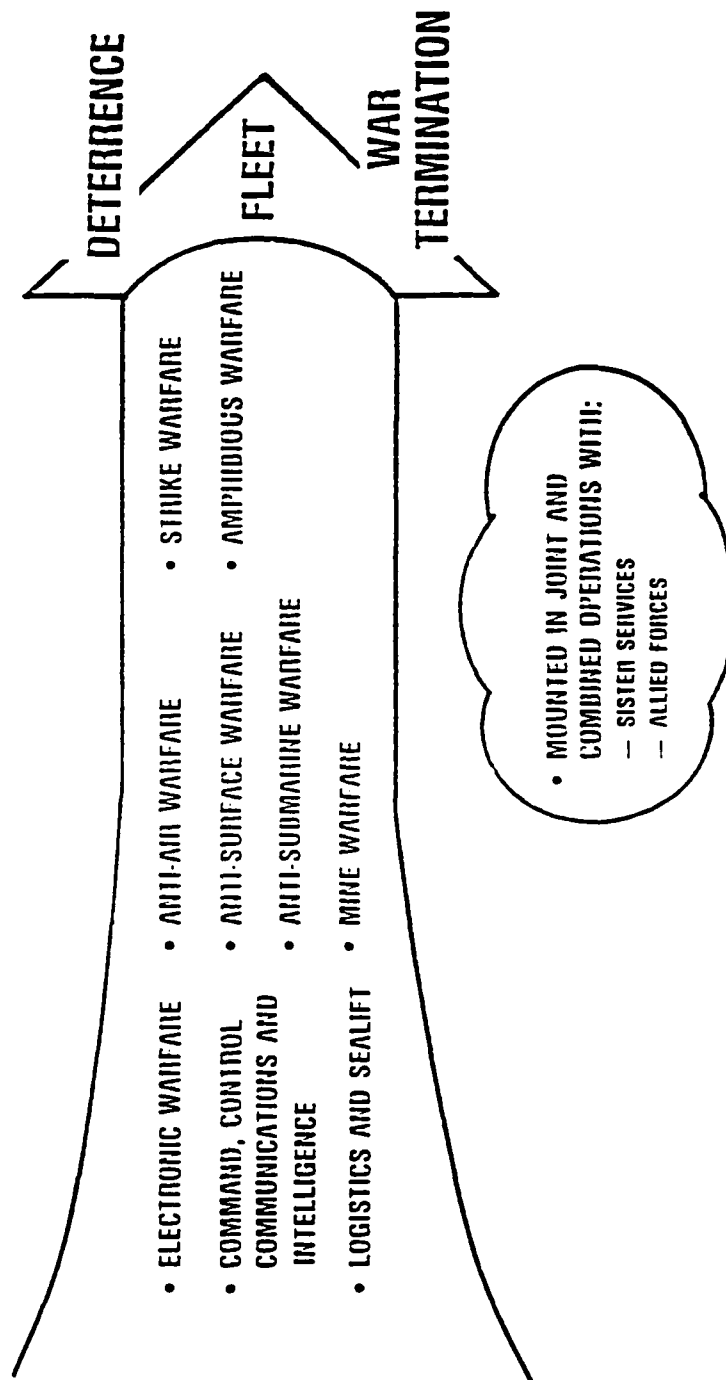 • ELECTRONIC WARFARE
• COMMAND, CONTROL
COMMUNICATIONS AND
INTELLIGENCE
• LOGISTICS AND SEALIFT
• ANTI-AIR WARFARE
• ANTI-SURFACE WARFARE
• ANTI-SUBMARINE WARFARE
• MINE WARFARE
• STRIKE WARFARE
• AMPHIBIOUS WARFARE
DETERRENCE
FLEET
WAR
TERMINATION
• MOUNTED IN JOINT AND
COMBINED OPERATIONS WITH:
– SISTER SERVICES
– ALLIED FORCES